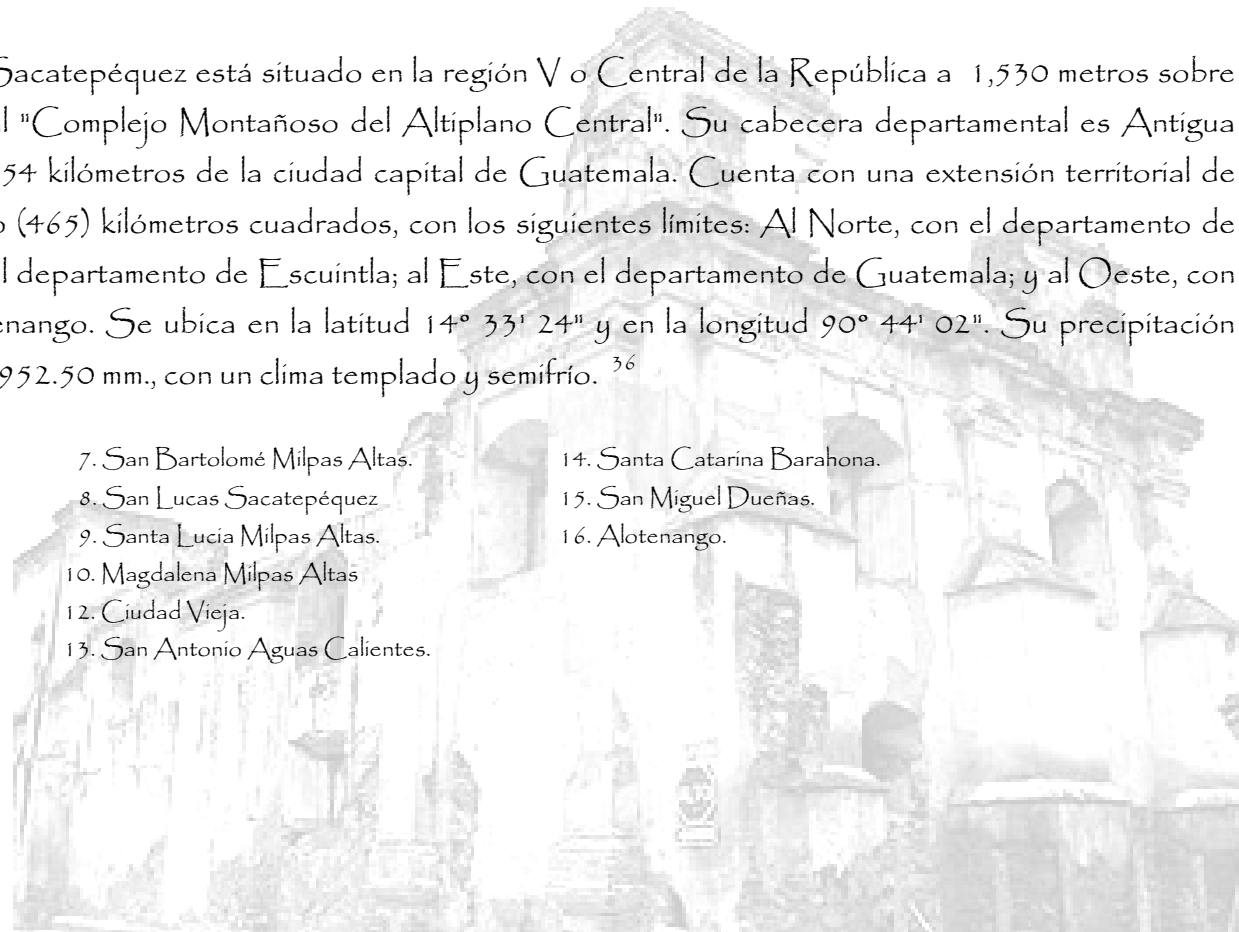 Sacatepéquez está situado en la región V o Central de la República a 1,530 metros sobre
l "Complejo Montañoso del Altiplano Central". Su cabecera departamental es Antigua
54 kilómetros de la ciudad capital de Guatemala. Cuenta con una extensión territorial de
o (465) kilómetros cuadrados, con los siguientes límites: Al Norte, con el departamento de
l departamento de Escuintla; al Este, con el departamento de Guatemala; y al Oeste, con
enango. Se ubica en la latitud 14° 33' 24" y en la longitud 90° 44' 02". Su precipitación
952.50 mm., con un clima templado y semifrío. 36
7. San Bartolomé Milpas Altas.
8. San Lucas Sacatepéquez
9. Santa Lucía Milpas Altas.
10. Magdalena Milpas Altas
12. Ciudad Vieja.
13. San Antonio Aguas Calientes.
14. Santa Catarina Barahona.
15. San Miguel Dueñas.
16. Alotenango.